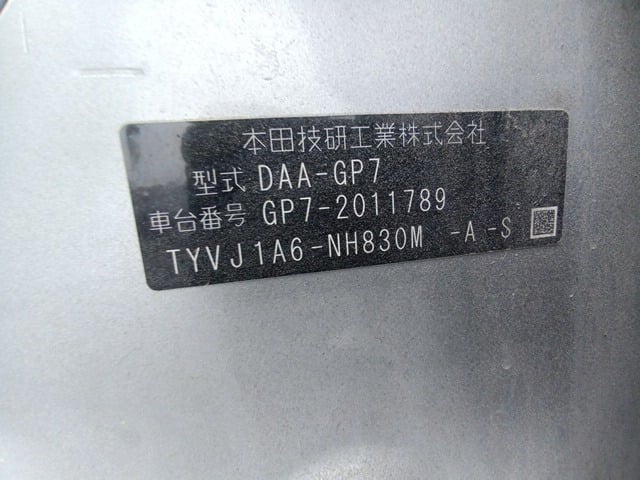 本田技研工業株式会社
型式 DAA-GP7
車台番号 GP7-2011789
TYVJ1A6-NH830M -A-S